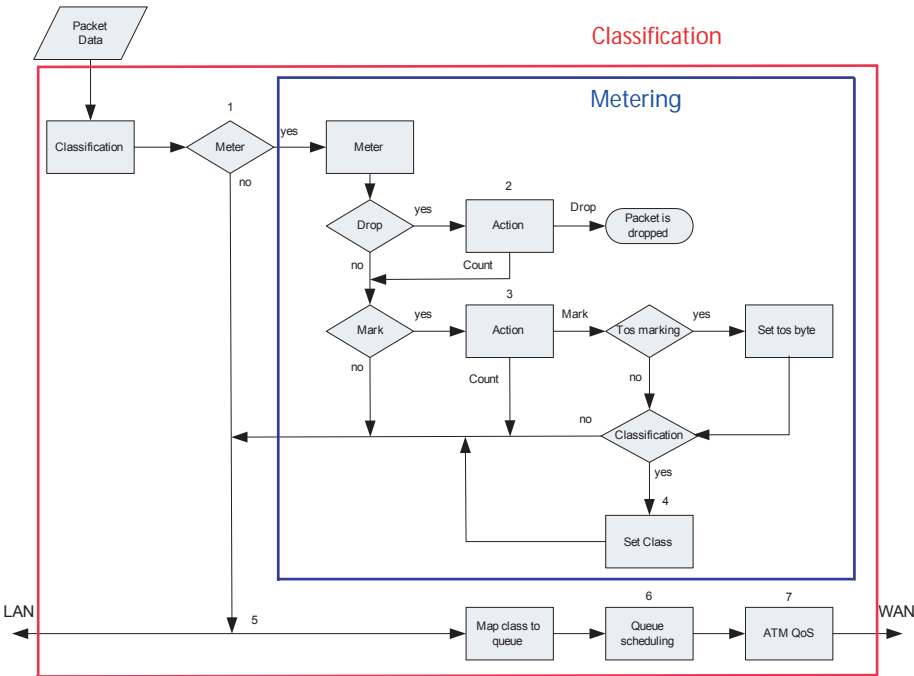 Packet
Data
Classification
Metering
1
Classification
Meter
yes
no
Meter
2
Drop
yes
Action
Drop
Packet is
dropped
no
Count
3
Mark
yes
Action
Mark
Tos marking
yes
Set tos byte
no
Count
no
no
Classification
yes
4
Set Class
LAN
5
Map class to
queue
6
Queue
scheduling
7
ATM QoS
WAN